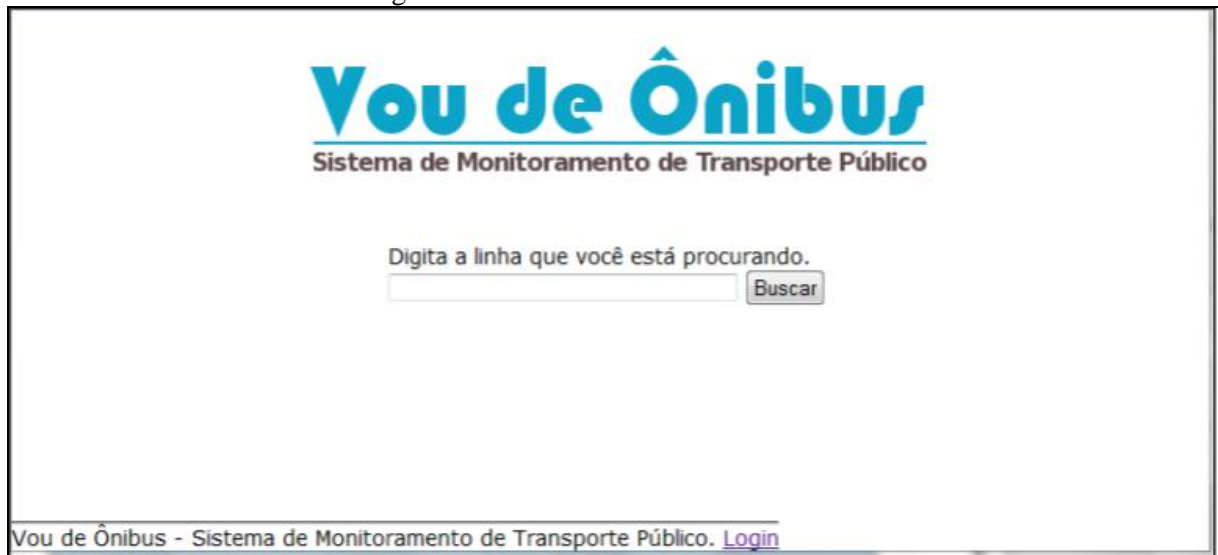 Vou de Ônibus
Sistema de Monitoramento de Transporte Público
Digita a linha que você está procurando.
Buscar
Vou de Ônibus - Sistema de Monitoramento de Transporte Público. Login